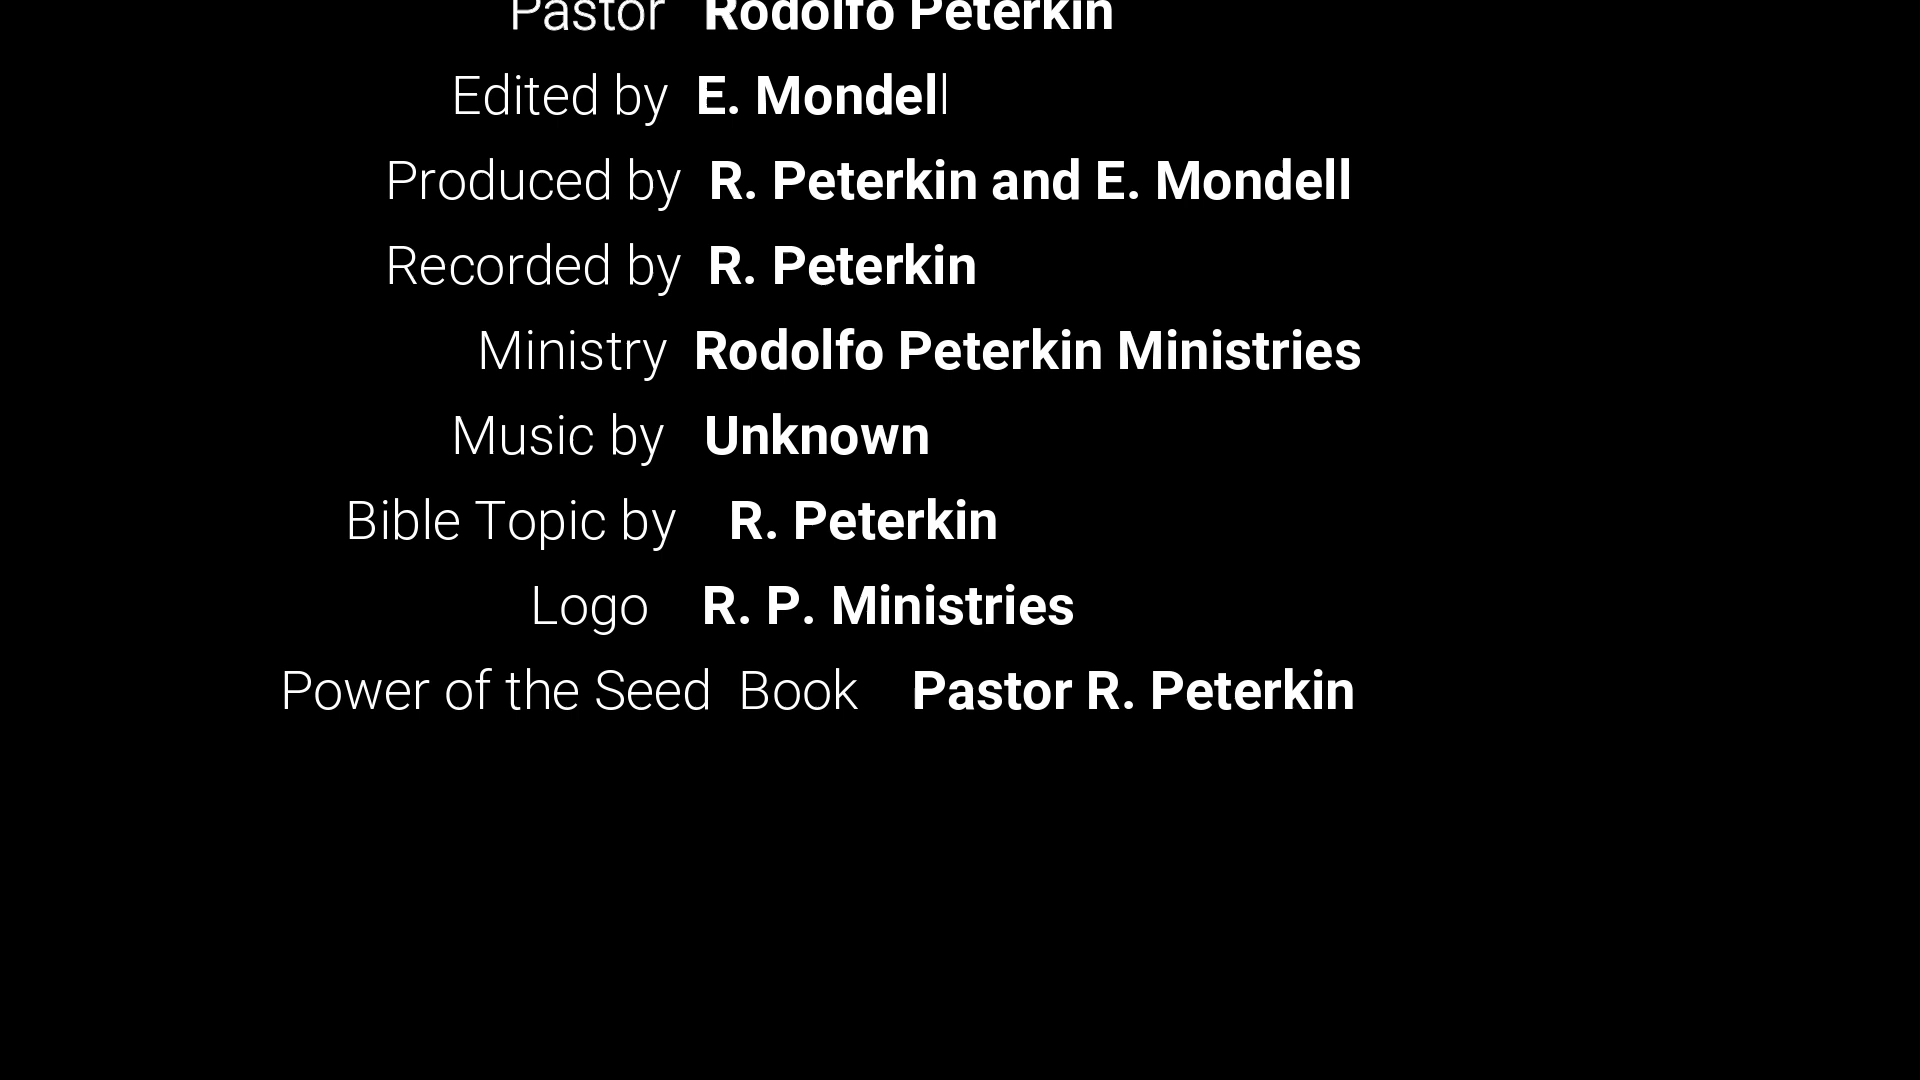 Pastor Rodolfo Peterkin
Edited by E. Mondell
Produced by R. Peterkin and E. Mondell
Recorded by R. Peterkin
Ministry Rodolfo Peterkin Ministries
Music by Unknown
Bible Topic by R. Peterkin
Logo R. P. Ministries
Power of the Seed Book Pastor R. Peterkin